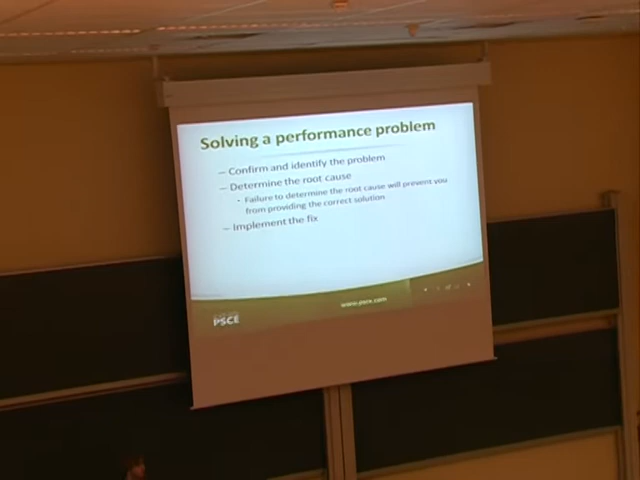 Solving a performance problem
– Confirm and identify the problem
– Determine the root cause
• Failure to determine the root cause will prevent you
from providing the correct solution
– Implement the fix
www.psce.com
PSCE